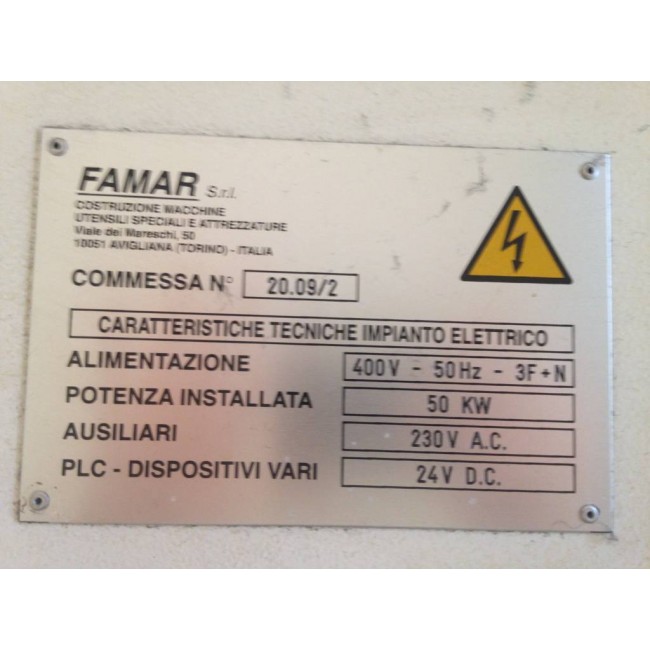 FAMAR S.r.l.
COSTRUZIONE MACCHINE
UTENSILI SPECIALI E ATTREZZATURE
Viale dei Mareschi, 50
10051 AVIGLIANA (TORINO) - ITALIA
COMMESSA N° 20.09/2
CARATTERISTICHE TECNICHE IMPIANTO ELETTRICO
ALIMENTAZIONE 400V - 50Hz - 3F+N
POTENZA INSTALLATA 50 KW
AUSILIARI 230V A.C.
PLC - DISPOSITIVI VARI 24V D.C.